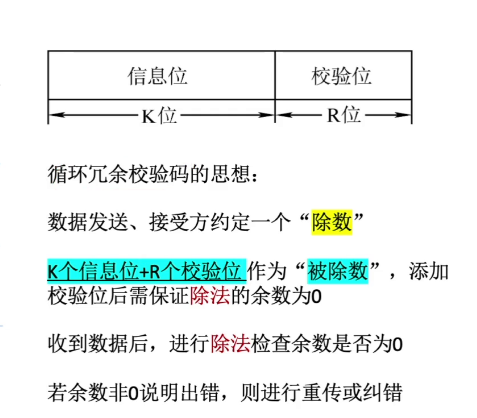 信息位 校验位
K位 R位
循环冗余校验码的思想：
数据发送、接受方约定一个“除数”
K个信息位+R个校验位作为“被除数”，添加
校验位后需保证除法的余数为0
收到数据后，进行除法检查余数是否为0
若余数非0说明出错，则进行重传或纠错